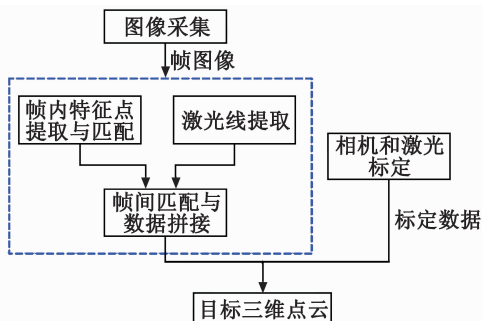 图像采集
帧图像
帧内特征点
提取与匹配
激光线提取
相机和激光
标定
帧间匹配与
数据拼接
标定数据
目标三维点云